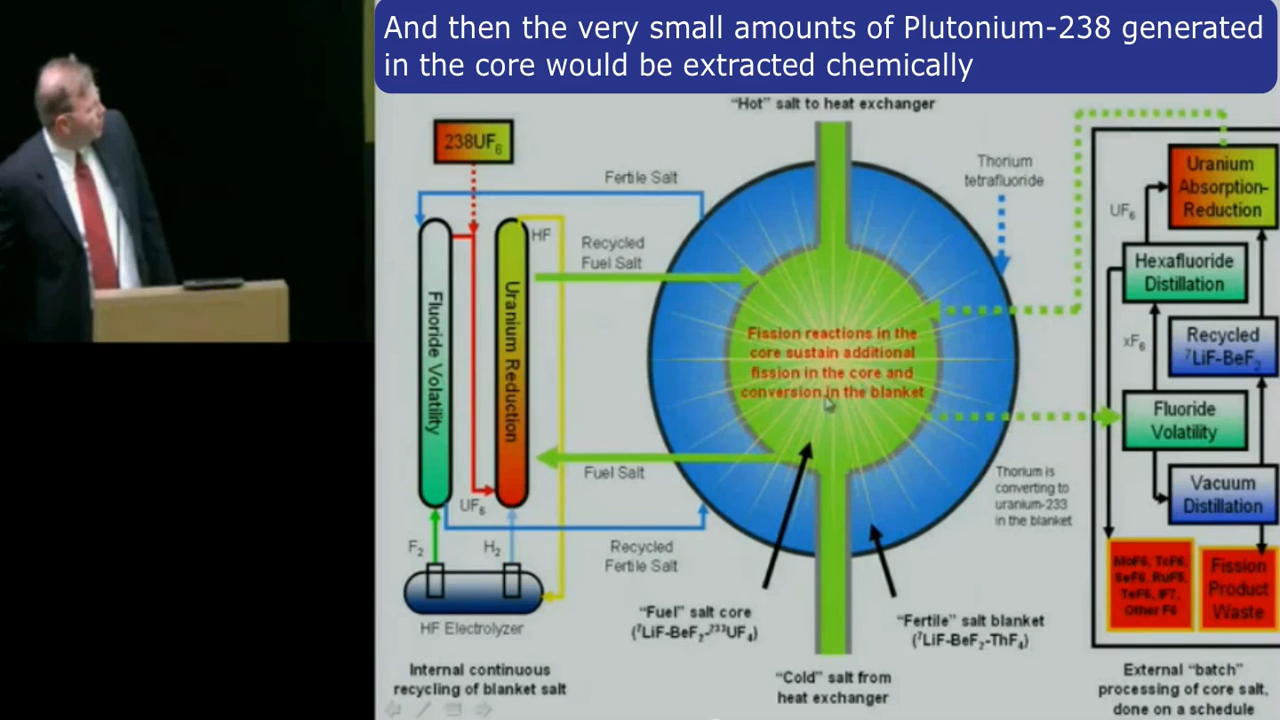 And then the very small amounts of Plutonium-238 generated
in the core would be extracted chemically
"Hot" salt to heat exchanger
238UF6
Fertile Salt
Thorium
tetrafluoride
Uranium
Absorption-
Reduction
UF6
HF
Recycled
Fuel Salt
Hexafluoride
Distillation
Fluoride Volatility
Uranium Reduction
Fission reactions in the
core sustain additional
fission in the core and
conversion in the blanket
xF6
Recycled
7LiF-BeF2
Fluoride
Volatility
Fuel Salt
UF6
Thorium is
converting to
uranium-233
in the blanket
Vacuum
Distillation
F2
H2
Recycled
Fertile Salt
MoF6, TcF6,
SeF6, RuF5,
TeF6, IF7,
Other F6
Fission
Product
Waste
HF Electrolyzer
"Fuel" salt core
(7LiF-BeF2-233UF4)
"Fertile" salt blanket
(7LiF-BeF2-ThF4)
Internal continuous
recycling of blanket salt
"Cold" salt from
heat exchanger
External "batch"
processing of core salt,
done on a schedule